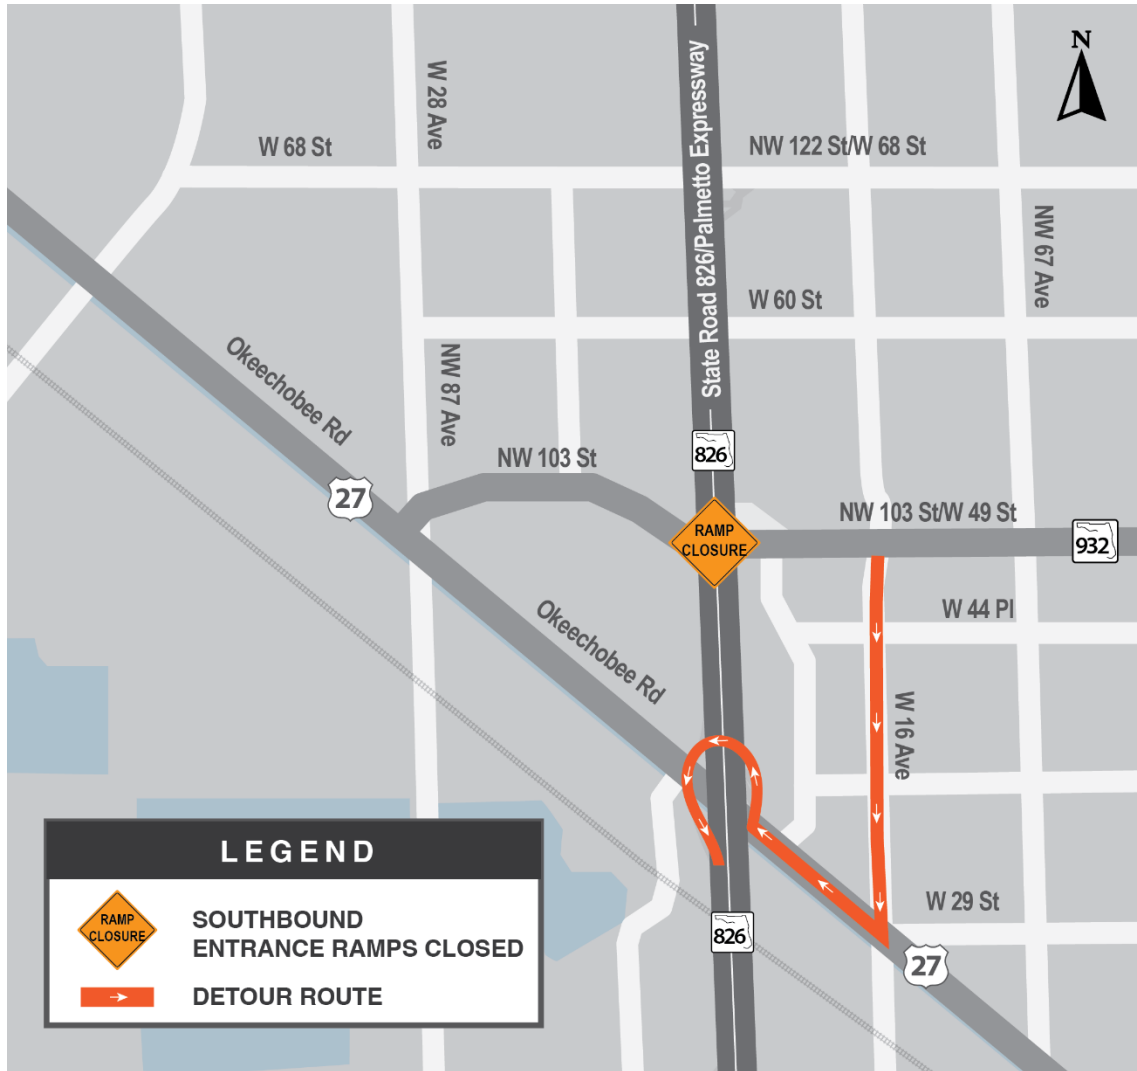 N
W 28 Ave
State Road 826/Palmetto Expressway
W 68 St
NW 122 St/W 68 St
NW 67 Ave
W 60 St
Okeechobee Rd
NW 87 Ave
826
NW 103 St
27
NW 103 St/W 49 St
RAMP
CLOSURE
932
Okeechobee Rd
W 44 Pl
W 16 Ave
W 29 St
826
27
LEGEND
RAMP
CLOSURE
SOUTHBOUND
ENTRANCE RAMPS CLOSED
DETOUR ROUTE